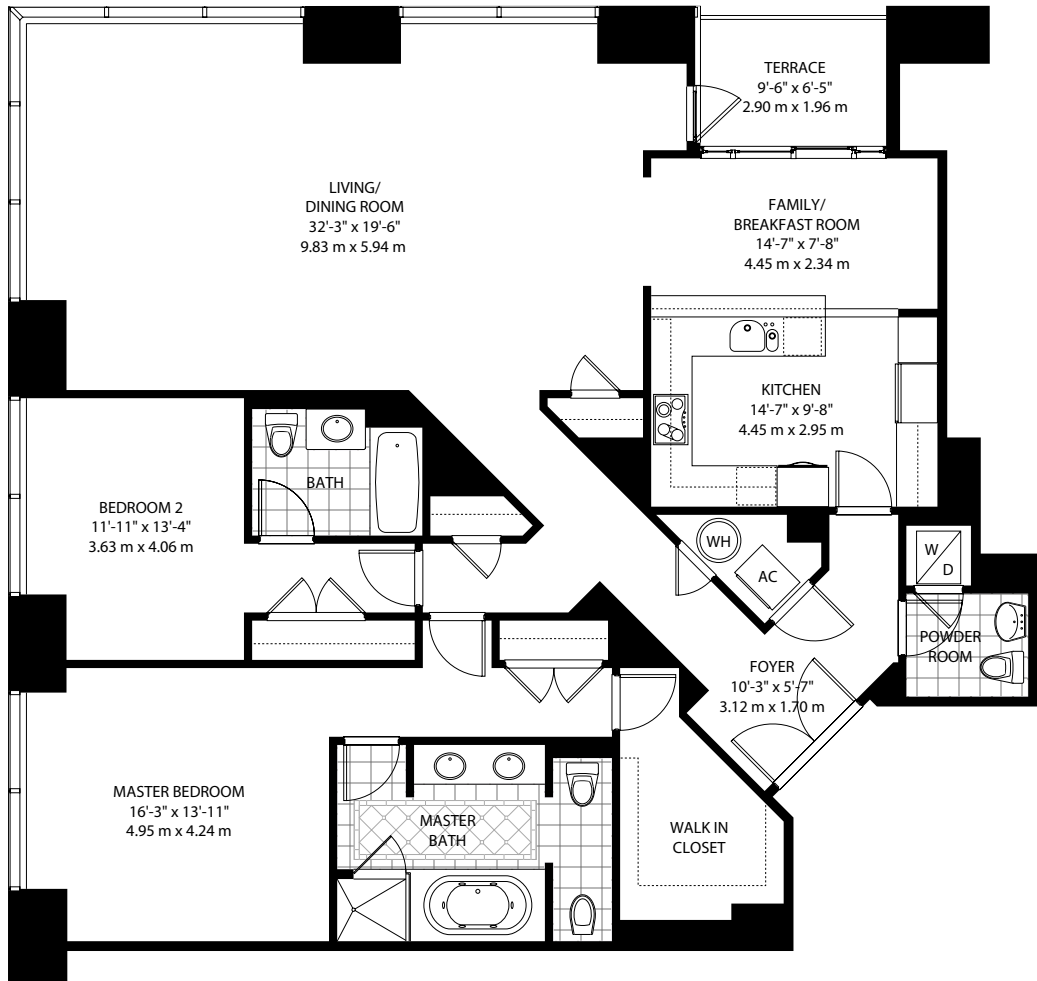 TERRACE
9'-6" x 6'-5"
2.90 m x 1.96 m
LIVING/
DINING ROOM
32'-3" x 19'-6"
9.83 m x 5.94 m
FAMILY/
BREAKFAST ROOM
14'-7" x 7'-8"
4.45 m x 2.34 m
KITCHEN
14'-7" x 9'-8"
4.45 m x 2.95 m
BATH
BEDROOM 2
11'-11" x 13'-4"
3.63 m x 4.06 m
WH
AC
W
D
POWDER
ROOM
FOYER
10'-3" x 5'-7"
3.12 m x 1.70 m
MASTER BEDROOM
16'-3" x 13'-11"
4.95 m x 4.24 m
MASTER
BATH
WALK IN
CLOSET